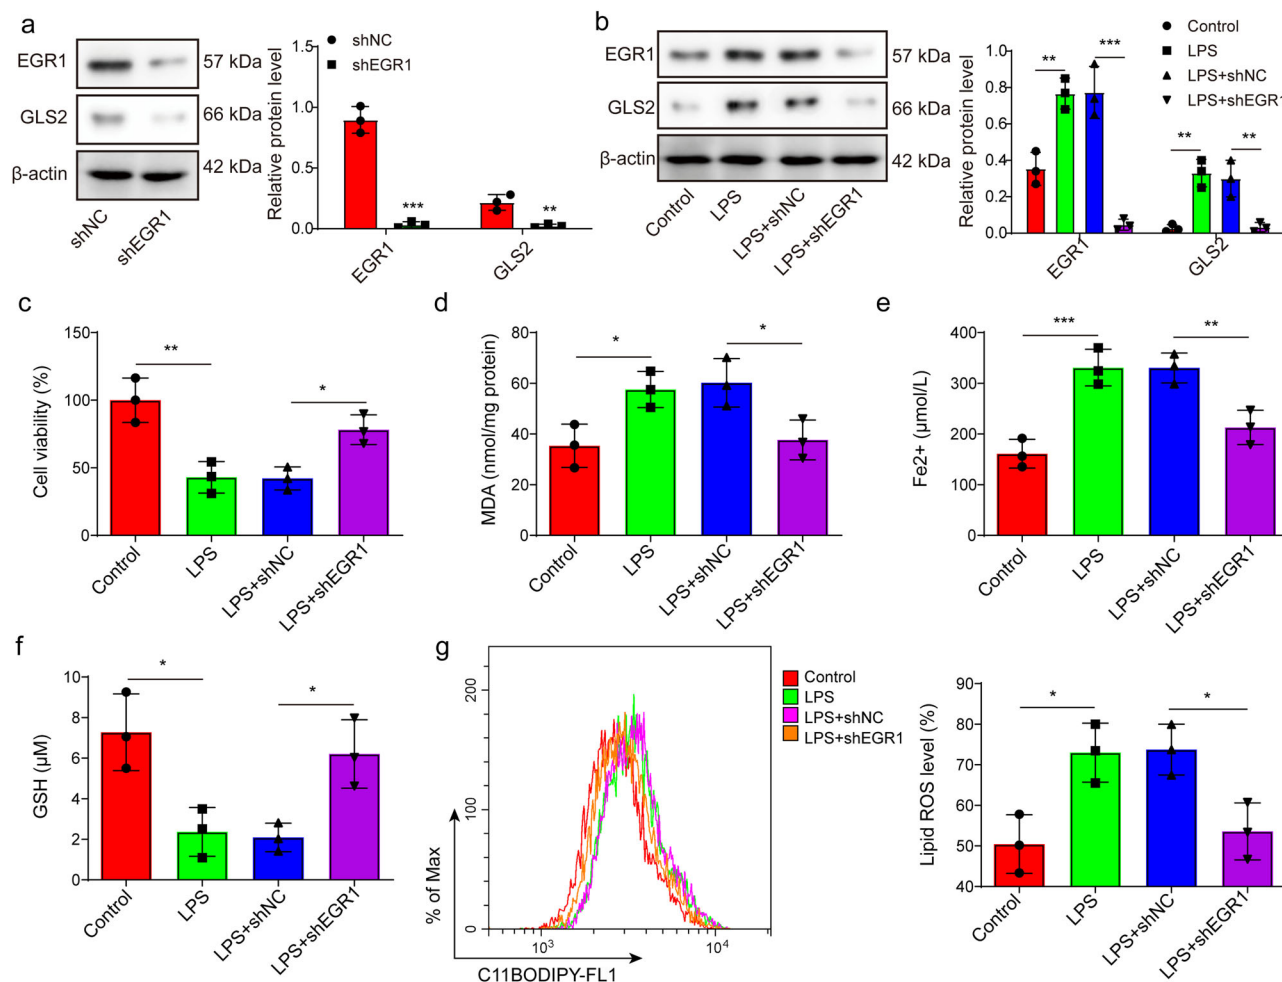 a
EGR1
57 kDa
GLS2
66 kDa
β-actin
42 kDa
shNC
shEGR1
Relative protein level
1.5
1.0
0.5
0.0
shNC
shEGR1
***
**
EGR1
GLS2
b
EGR1
57 kDa
GLS2
66 kDa
β-actin
42 kDa
Control
LPS
LPS+shNC
LPS+shEGR1
Relative protein level
1.0
0.8
0.6
0.4
0.2
0.0
Control
LPS
LPS+shNC
LPS+shEGR1
**
***
**
**
EGR1
GLS2
c
Cell viability (%)
150
100
50
0
**
*
Control
LPS
LPS+shNC
LPS+shEGR1
d
MDA (nmol/mg protein)
80
60
40
20
0
*
*
Control
LPS
LPS+shNC
LPS+shEGR1
e
Fe2+ (μmol/L)
400
300
200
100
0
***
**
Control
LPS
LPS+shNC
LPS+shEGR1
f
GSH (μM)
10
8
6
4
2
0
*
*
Control
LPS
LPS+shNC
LPS+shEGR1
g
% of Max
200
100
0
10³
10⁴
C11BODIPY-FL1
Control
LPS
LPS+shNC
LPS+shEGR1
Lipid ROS level (%)
90
80
70
60
50
40
*
*
Control
LPS
LPS+shNC
LPS+shEGR1